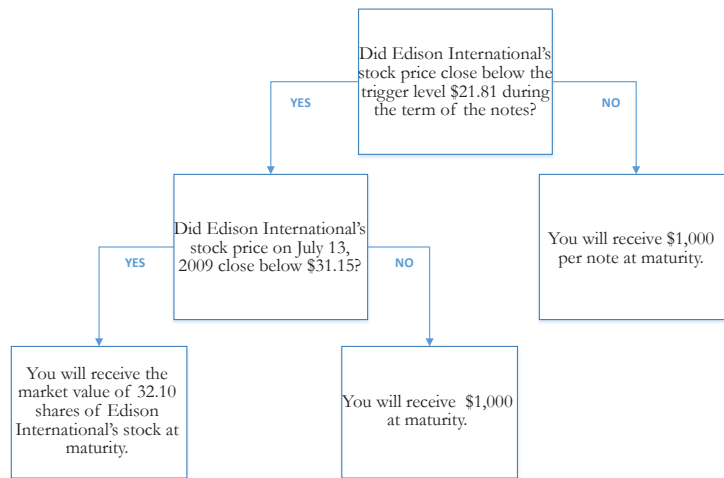 Did Edison International's
stock price close below the
trigger level $21.81 during
the term of the notes?
YES
NO
Did Edison International's
stock price on July 13,
2009 close below $31.15?
You will receive $1,000
per note at maturity.
YES
NO
You will receive the
market value of 32.10
shares of Edison
International's stock at
maturity.
You will receive $1,000
at maturity.